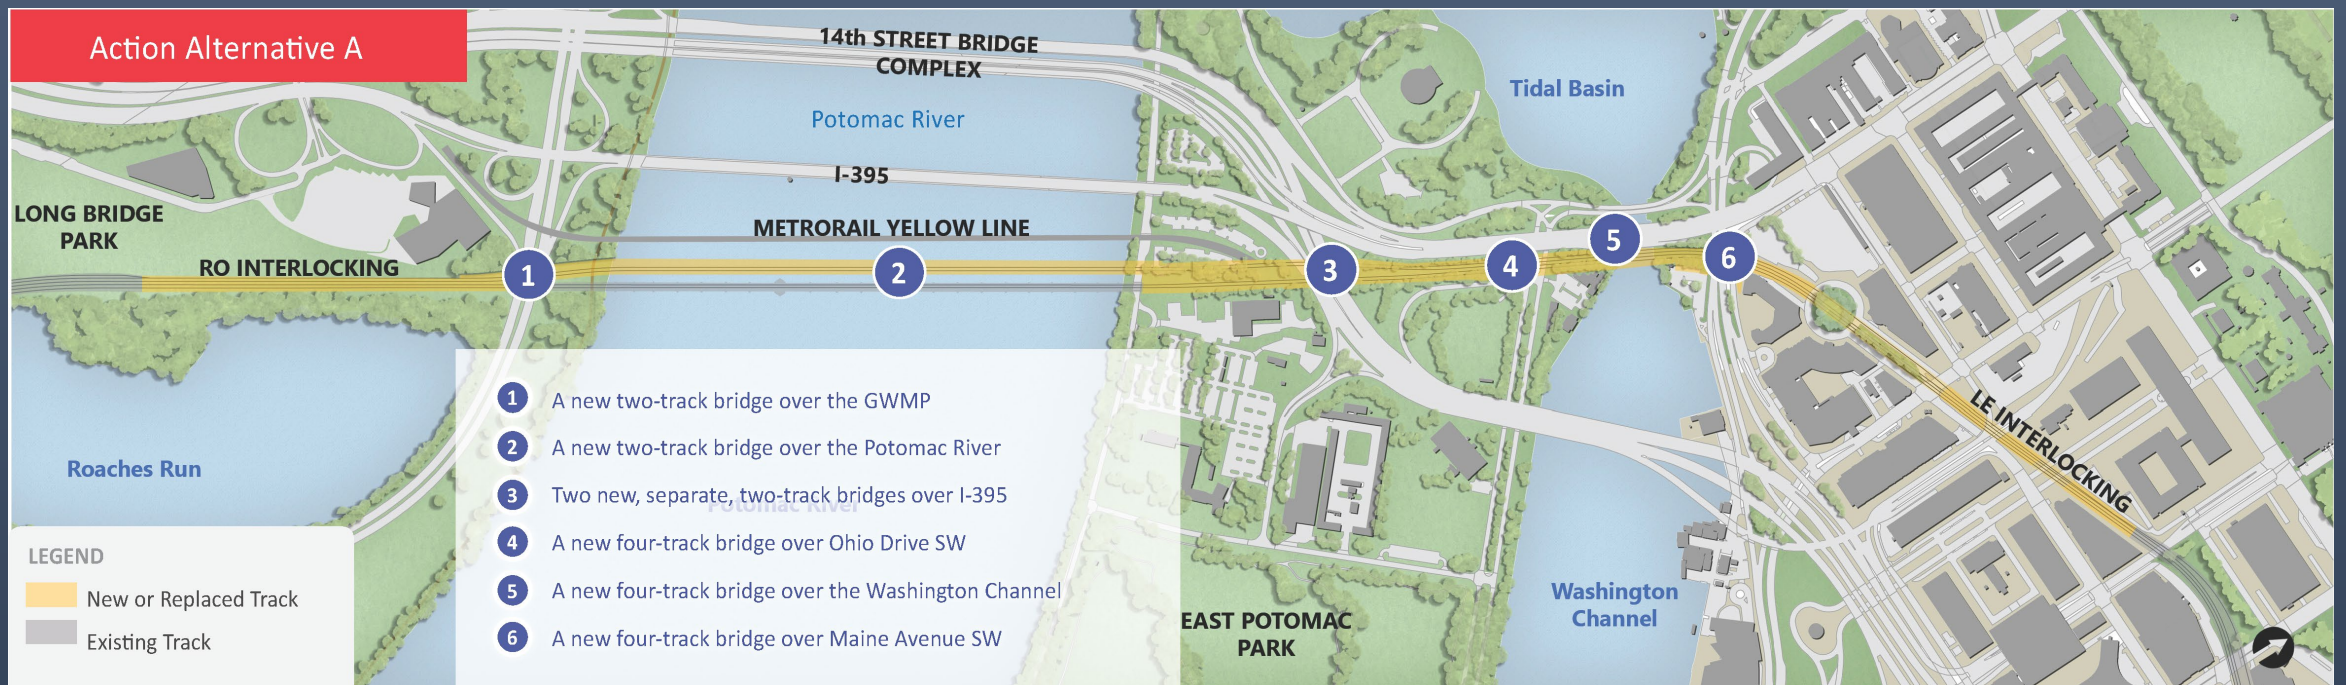 Action Alternative A
14th STREET BRIDGE
COMPLEX
Potomac River
Tidal Basin
I-395
LONG BRIDGE
PARK
METRORAIL YELLOW LINE
RO INTERLOCKING
1
2
3
4
5
6
LE INTERLOCKING
Roaches Run
1 A new two-track bridge over the GWMP
2 A new two-track bridge over the Potomac River
3 Two new, separate, two-track bridges over I-395
Potomac River
4 A new four-track bridge over Ohio Drive SW
5 A new four-track bridge over the Washington Channel
6 A new four-track bridge over Maine Avenue SW
LEGEND
New or Replaced Track
Existing Track
EAST POTOMAC
PARK
Washington
Channel